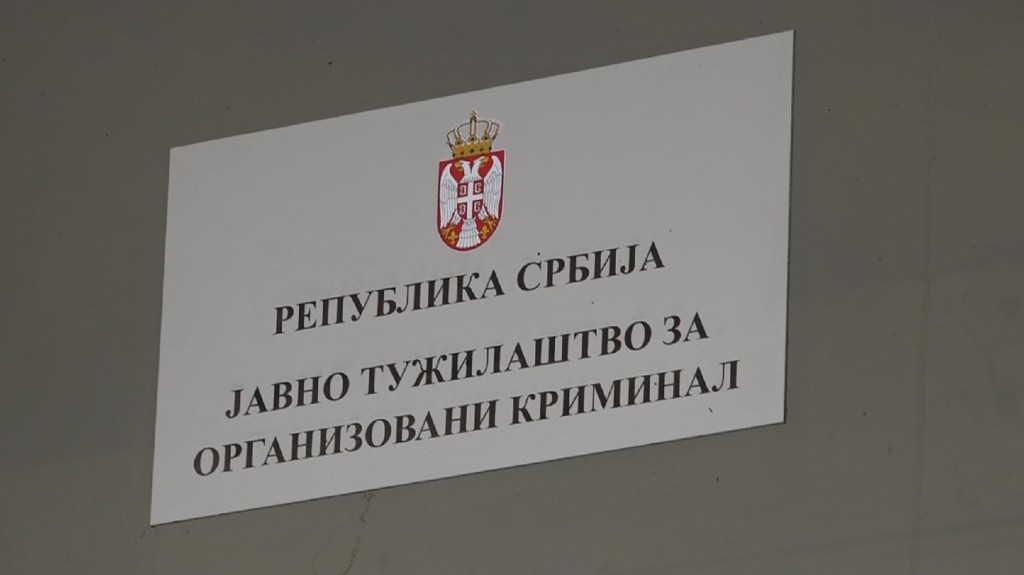 РЕПУБЛИКА СРБИЈА
ЈАВНО ТУЖИЛАШТВО ЗА
ОРГАНИЗОВАНИ КРИМИНАЛ